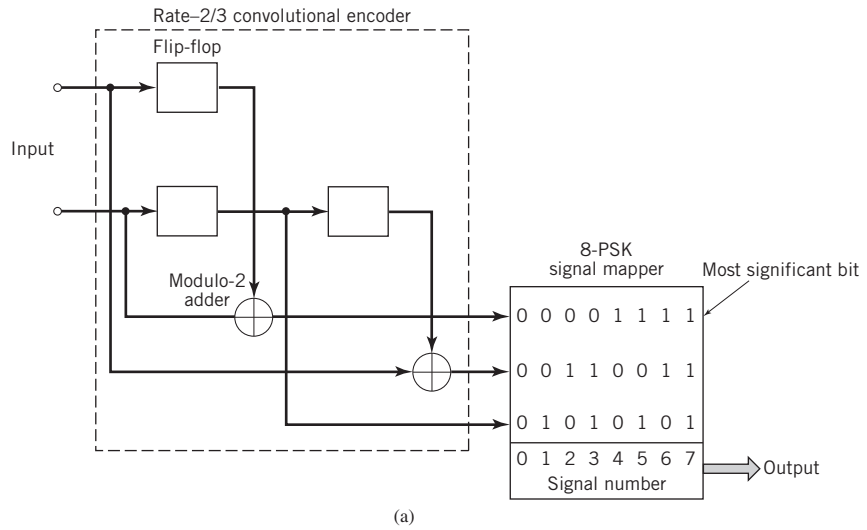 Rate–2/3 convolutional encoder
Flip-flop
Input
Modulo-2
adder
8-PSK
signal mapper
Most significant bit
0 0 0 0 1 1 1 1
0 0 1 1 0 0 1 1
0 1 0 1 0 1 0 1
0 1 2 3 4 5 6 7
Signal number
Output
(a)